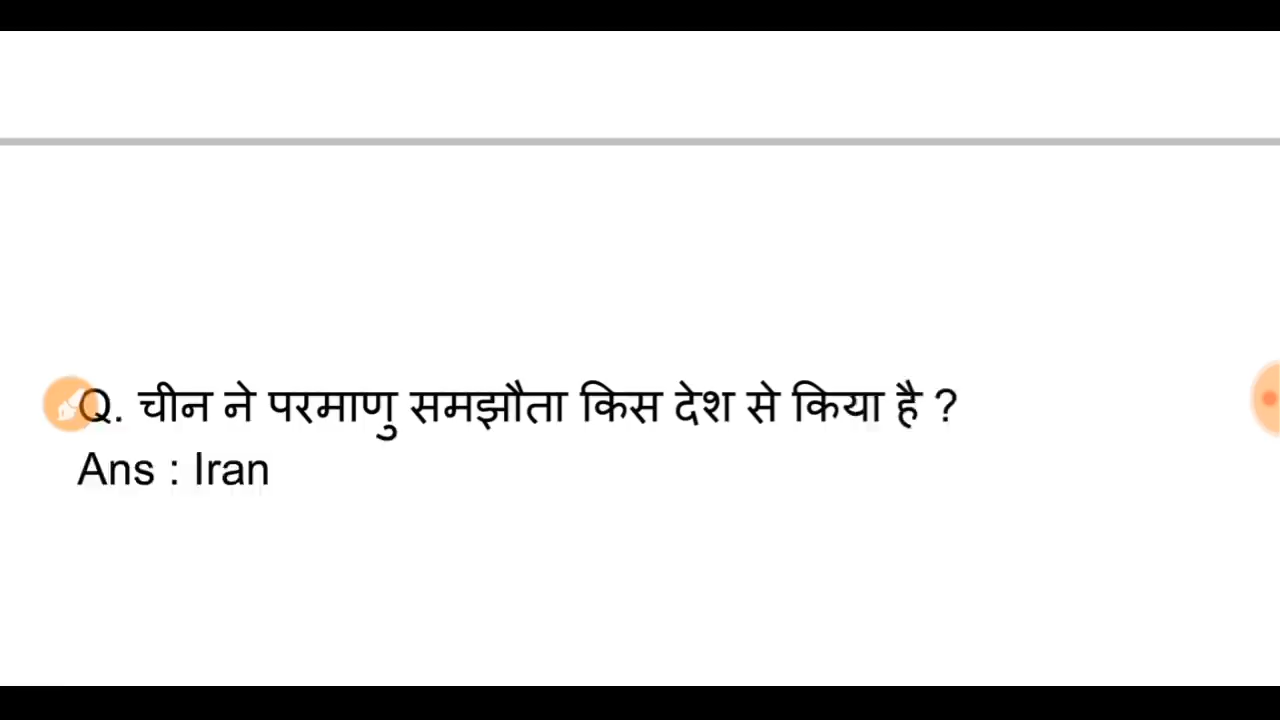 Q. चीन ने परमाणु समझौता किस देश से किया है ?
Ans : Iran